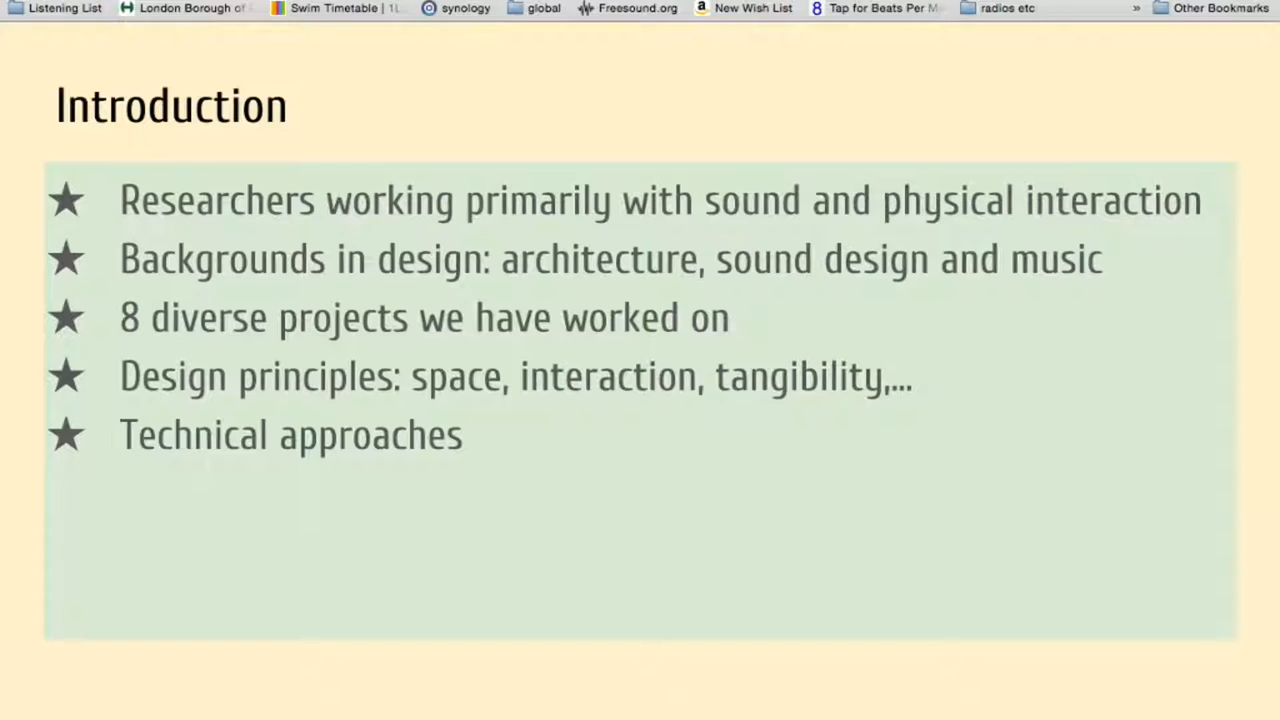 Listening List London Borough of Swim Timetable | 1L synology global Freesound.org New Wish List 8 Tap for Beats Per M radios etc » Other Bookmarks
Introduction
★ Researchers working primarily with sound and physical interaction
★ Backgrounds in design: architecture, sound design and music
★ 8 diverse projects we have worked on
★ Design principles: space, interaction, tangibility,...
★ Technical approaches